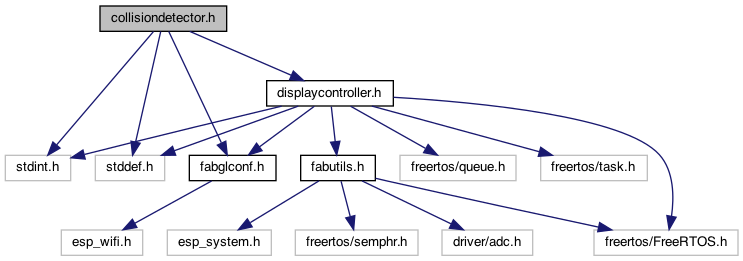 collisiondetector.h
displaycontroller.h
stdint.h
stddef.h
fabglconf.h
fabutils.h
freertos/queue.h
freertos/task.h
esp_wifi.h
esp_system.h
freertos/semphr.h
driver/adc.h
freertos/FreeRTOS.h